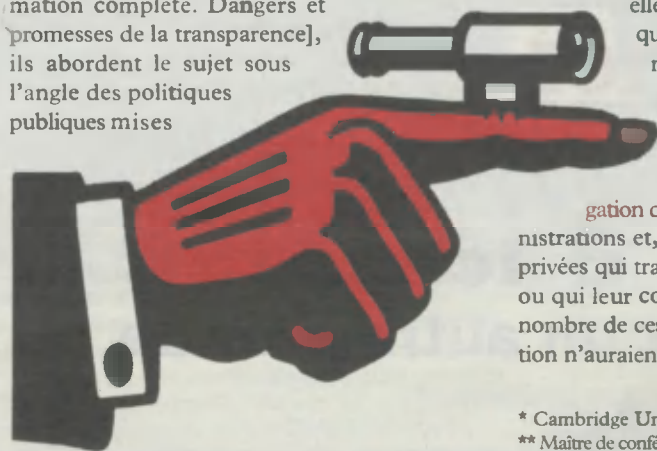 mation complète. Dangers et
promesses de la transparence],
ils abordent le sujet sous
l'angle des politiques
publiques mises
elle
qu
gation d
nistrations et,
privées qui tra
ou qui leur co
nombre de ces
tion n'auraien
* Cambridge Un
** Maître de confé